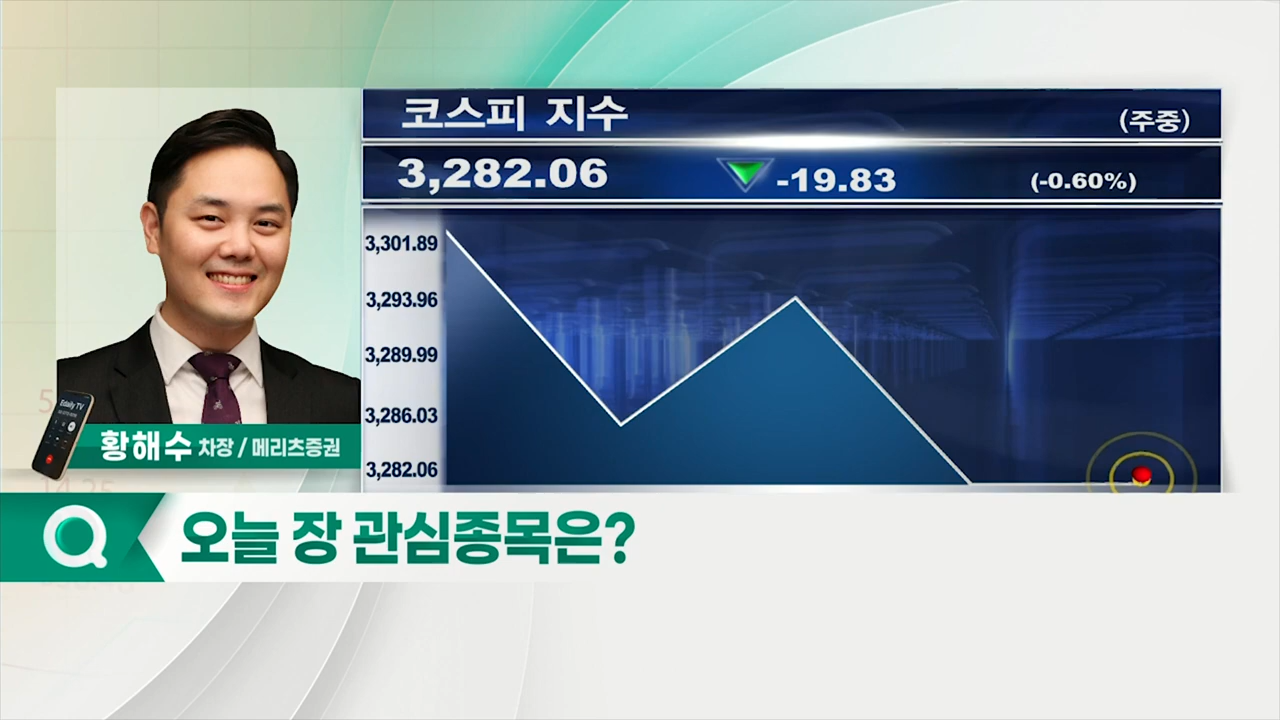 코스피 지수
(주중)
3,282.06
-19.83
(-0.60%)
3,301.89
3,293.96
3,289.99
3,286.03
3,282.06
Edaily TV
황해수 차장 / 메리츠증권
Q 오늘 장 관심종목은?